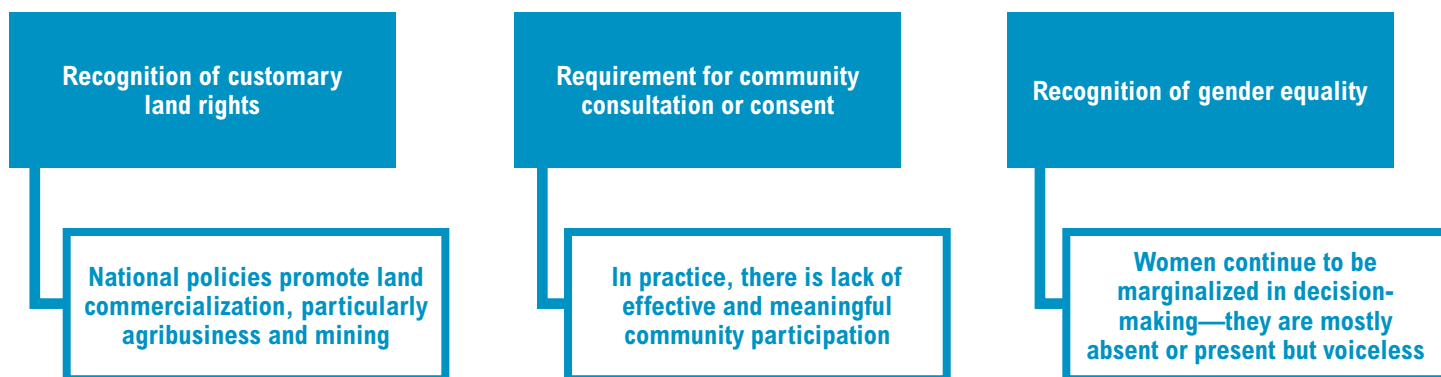 Recognition of customary
land rights
National policies promote land
commercialization, particularly
agribusiness and mining
Requirement for community
consultation or consent
In practice, there is lack of
effective and meaningful
community participation
Recognition of gender equality
Women continue to be
marginalized in decision-
making—they are mostly
absent or present but voiceless